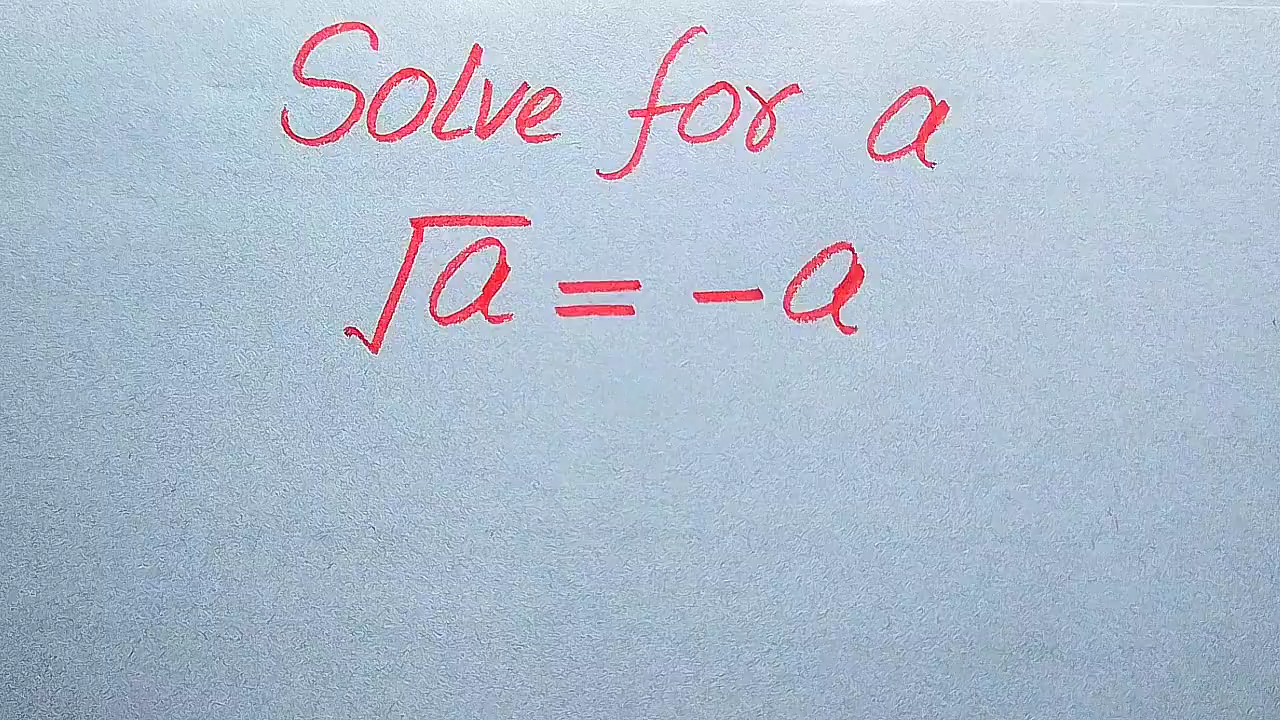 Solve for a
√a = -a